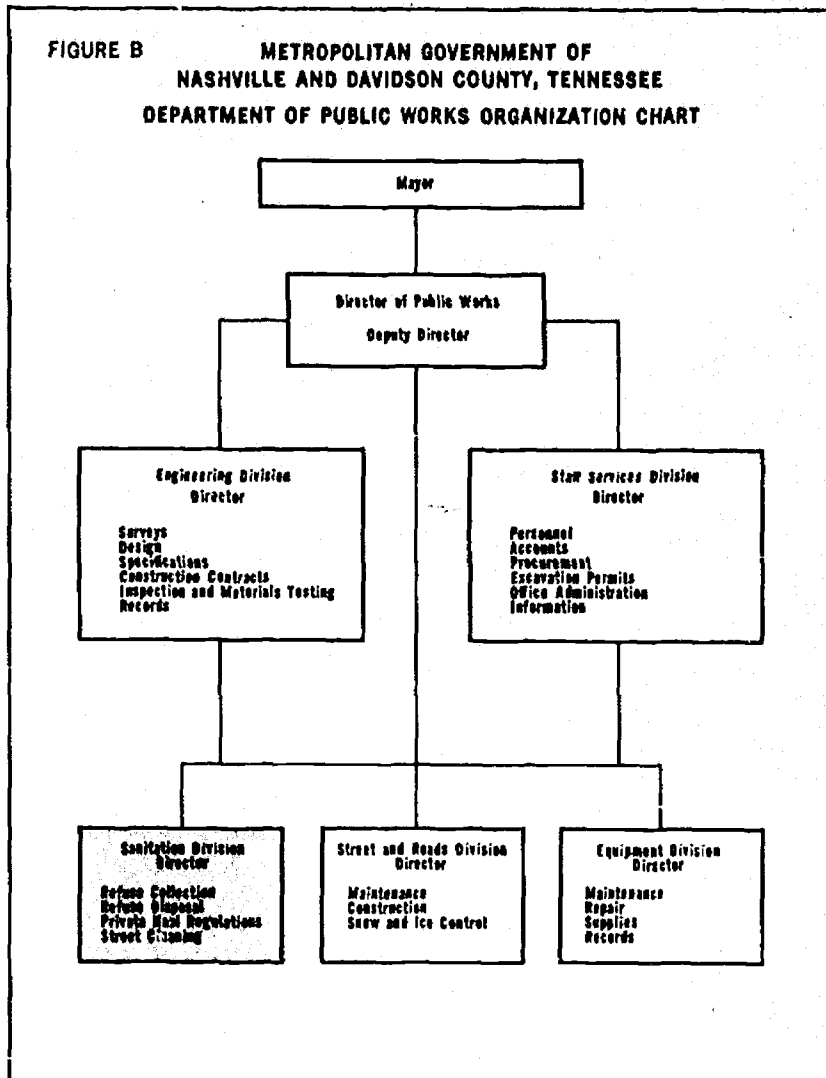 FIGURE B
METROPOLITAN GOVERNMENT OF
NASHVILLE AND DAVIDSON COUNTY, TENNESSEE
DEPARTMENT OF PUBLIC WORKS ORGANIZATION CHART
Mayor
Director of Public Works
Deputy Director
Engineering Division
Director
Surveys
Design
Specifications
Construction Contracts
Inspection and Materials Testing
Records
Staff Services Division
Director
Personnel
Accounts
Procurement
Excavation Permits
Office Administration
Information
Sanitation Division
Director
Refuse Collection
Refuse Disposal
Private Haul Regulations
Street Cleaning
Street and Roads Division
Director
Maintenance
Construction
Snow and Ice Control
Equipment Division
Director
Maintenance
Repair
Supplies
Records